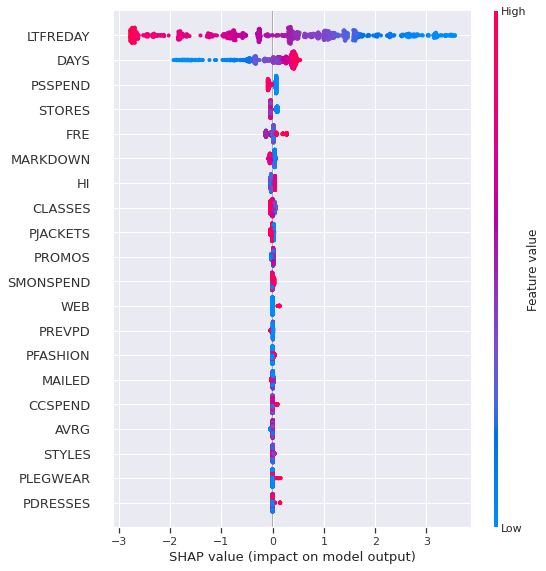 High
LTFREDAY
DAYS
PSSPEND
STORES
FRE
MARKDOWN
HI
CLASSES
PJACKETS
PROMOS
SMONSPEND
WEB
PREVPD
PFASHION
MAILED
CCSPEND
AVRG
STYLES
PLEGWEAR
PDRESSES
Feature value
Low
−3 −2 −1 0 1 2 3
SHAP value (impact on model output)